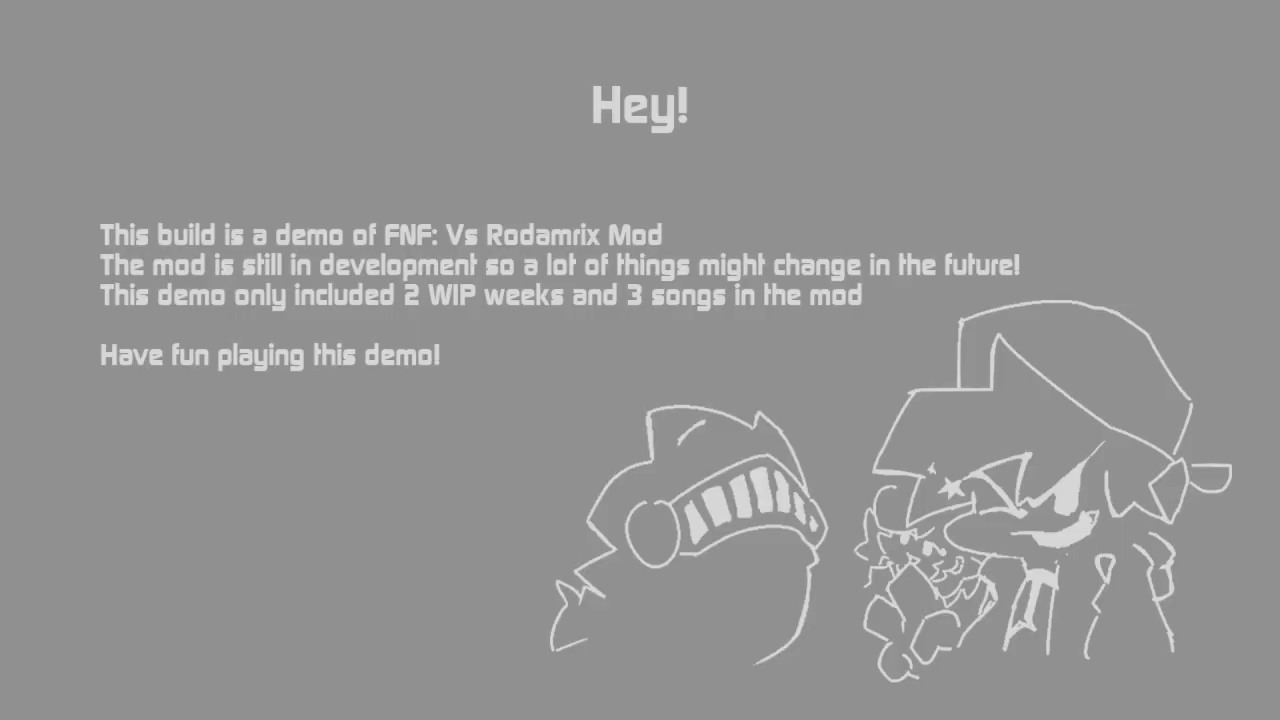 Hey!
This build is a demo of FNF: Vs Rodamrix Mod
The mod is still in development so a lot of things might change in the future!
This demo only included 2 WIP weeks and 3 songs in the mod
Have fun playing this demo!